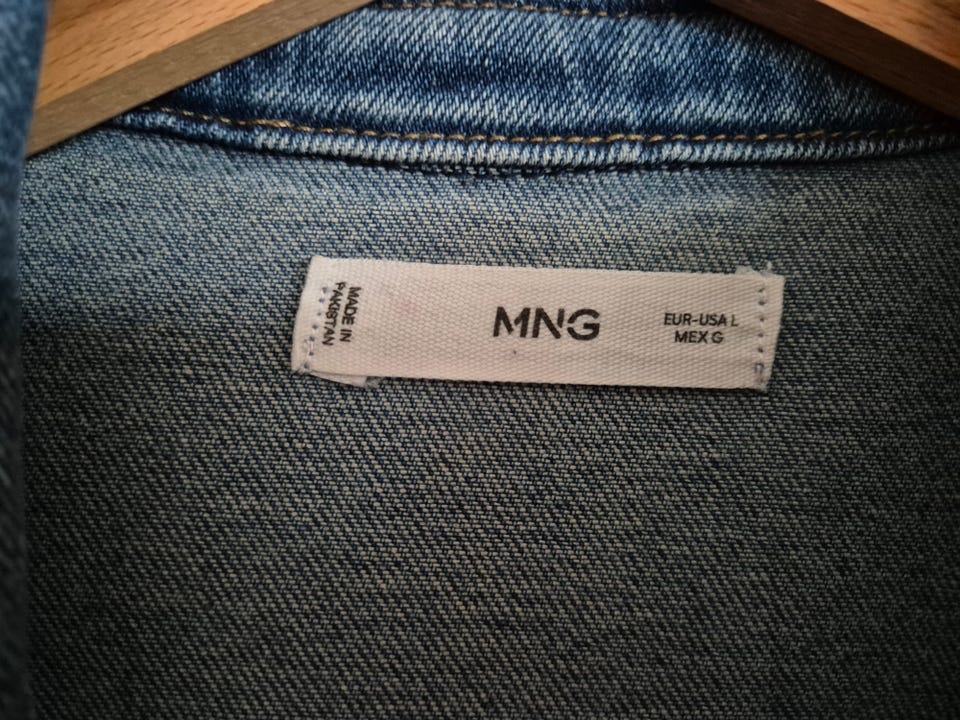 MADE IN
PAKISTAN
MNG
EUR-USA L
MEX G